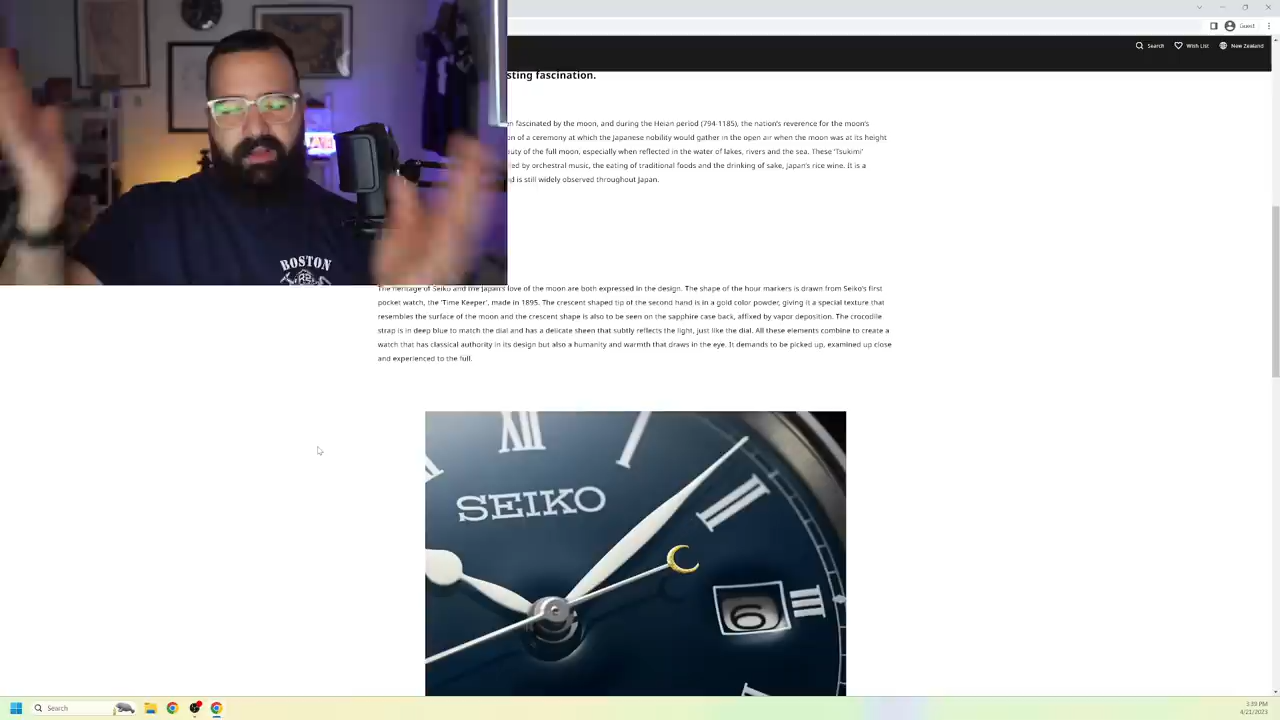 Guest
Search
Wish List
New Zealand
sting fascination.
fascinated by the moon, and during the Heian period (794-1185), the nation's reverence for the moon's
of a ceremony at which the Japanese nobility would gather in the open air when the moon was at its height
of the full moon, especially when reflected in the water of lakes, rivers and the sea. These 'Tsukimi'
by orchestral music, the eating of traditional foods and the drinking of sake, Japan's rice wine. It is a
is still widely observed throughout Japan.
BOSTON
The heritage of Seiko and the Japan's love of the moon are both expressed in the design. The shape of the hour markers is drawn from Seiko's first
pocket watch, the 'Time Keeper', made in 1895. The crescent shaped tip of the second hand is in a gold color powder, giving it a special texture that
resembles the surface of the moon and the crescent shape is also to be seen on the sapphire case back, affixed by vapor deposition. The crocodile
strap is in deep blue to match the dial and has a delicate sheen that subtly reflects the light, just like the dial. All these elements combine to create a
watch that has classical authority in its design but also a humanity and warmth that draws in the eye. It demands to be picked up, examined up close
and experienced to the full.
XII
I
II
SEIKO
6
III
Search
3:39 PM
4/21/2023